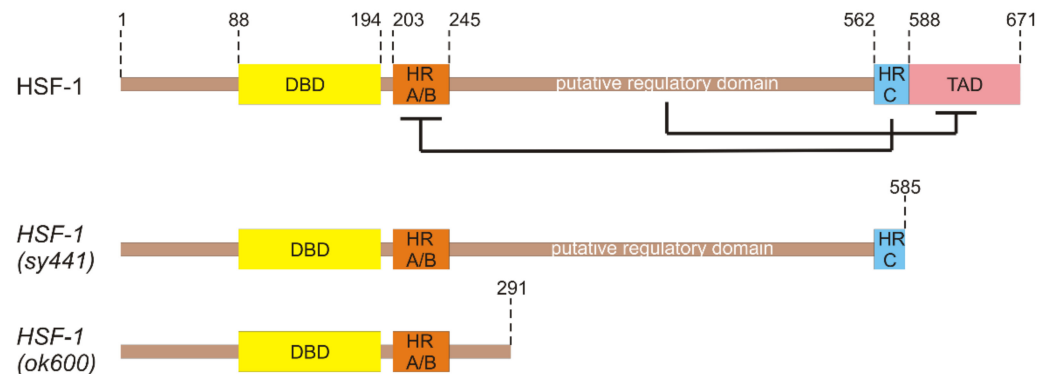 1 88 194 203 245 562 588 671
HSF-1
DBD
HR
A/B
putative regulatory domain
HR
C
TAD
585
HSF-1
(sy441)
DBD
HR
A/B
putative regulatory domain
HR
C
291
HSF-1
(ok600)
DBD
HR
A/B